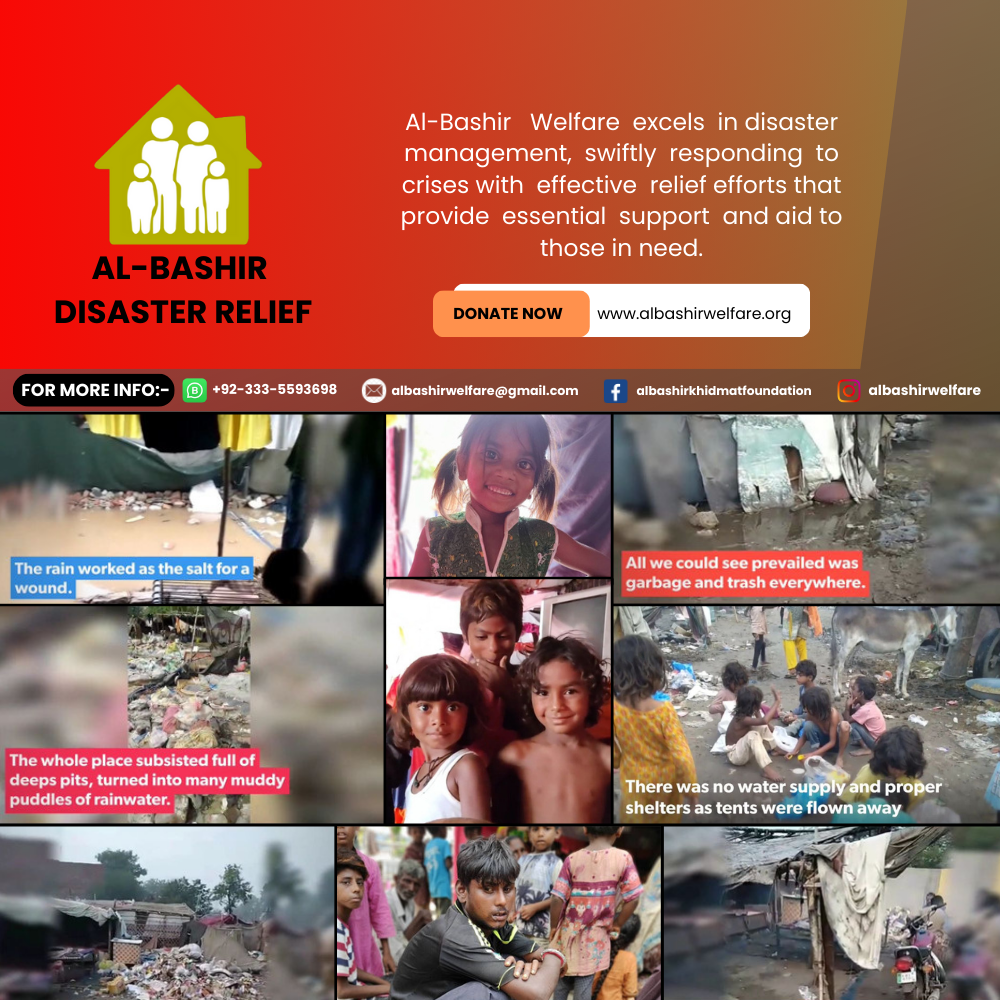 Al-Bashir Welfare excels in disaster
management, swiftly responding to
crises with effective relief efforts that
provide essential support and aid to
those in need.
AL-BASHIR
DISASTER RELIEF
DONATE NOW
www.albashirwelfare.org
FOR MORE INFO:-
+92-333-5593698
albashirwelfare@gmail.com
albashirkhidmatfoundation
albashirwelfare
The rain worked as the salt for a
wound.
All we could see prevailed was
garbage and trash everywhere.
The whole place subsisted full of
deeps pits, turned into many muddy
puddles of rainwater.
There was no water supply and proper
shelters as tents were flown away